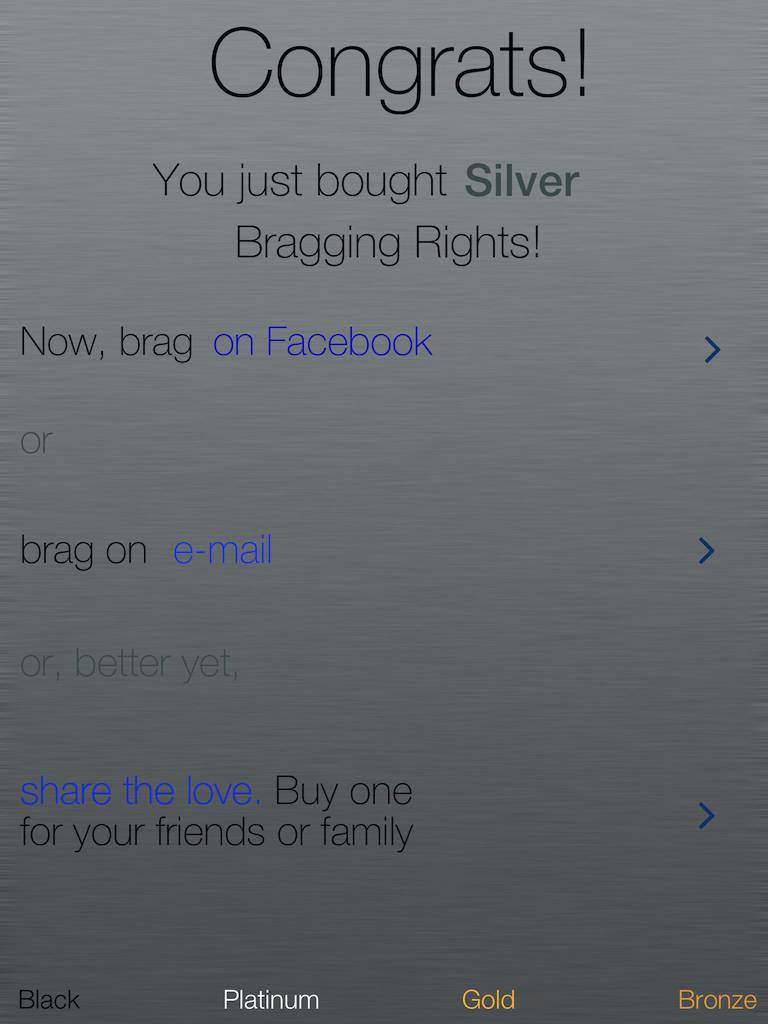 Congrats!
You just bought Silver
Bragging Rights!
Now, brag on Facebook
or
brag on e-mail
or, better yet,
share the love. Buy one
for your friends or family
Black Platinum Gold Bronze